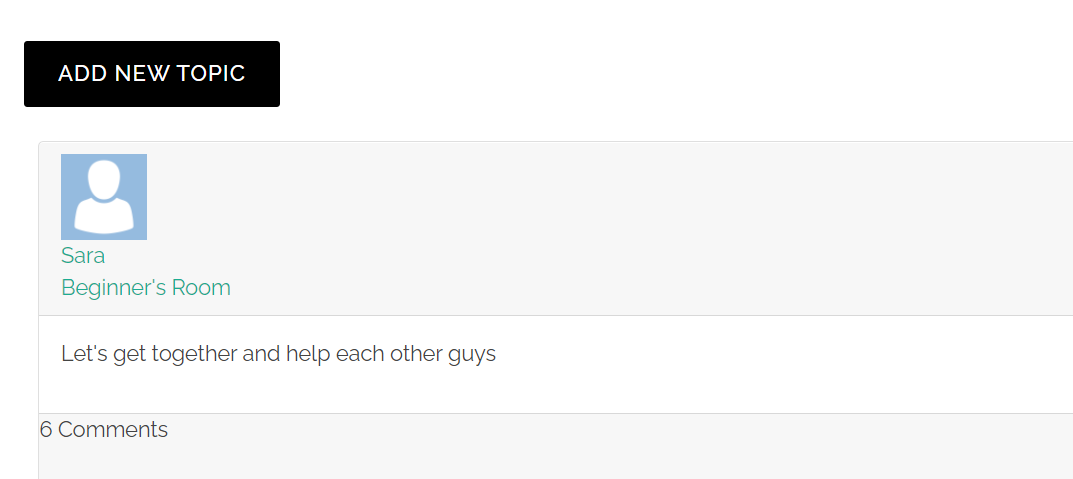 ADD NEW TOPIC
Sara
Beginner's Room
Let's get together and help each other guys
6 Comments